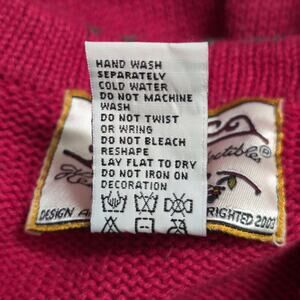 HAND WASH
SEPARATELY
COLD WATER
DO NOT MACHINE
WASH
DO NOT TWIST
OR WRING
DO NOT BLEACH
RESHAPE
LAY FLAT TO DRY
DO NOT IRON ON
DECORATION
DESIGN
RIGHTED 2003